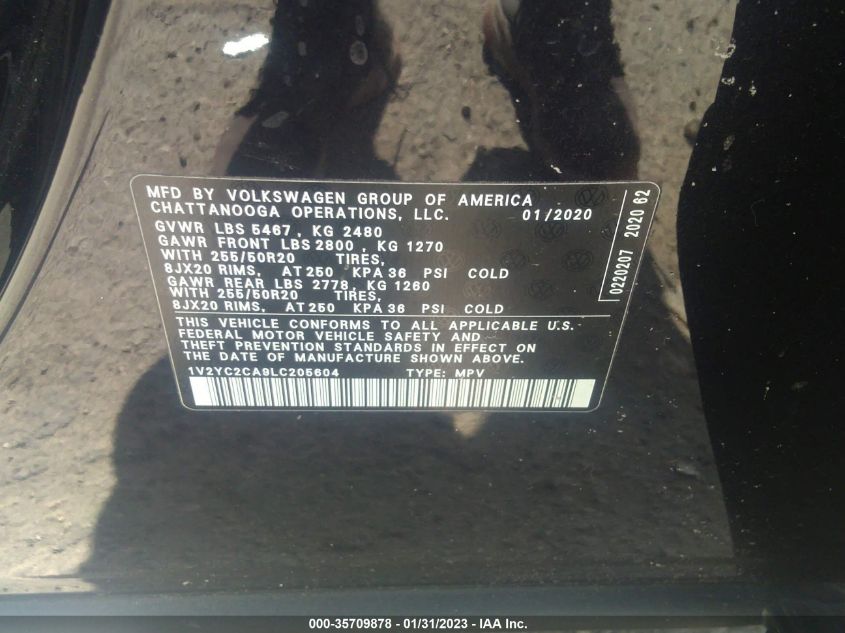 MFD BY VOLKSWAGEN GROUP OF AMERICA
CHATTANOOGA OPERATIONS, LLC. 01/2020
GVWR LBS 5467, KG 2480
GAWR FRONT LBS 2800, KG 1270
WITH 255/50R20 TIRES,
8JX20 RIMS, AT 250 KPA 36 PSI COLD
GAWR REAR LBS 2778, KG 1260
WITH 255/50R20 TIRES,
8JX20 RIMS, AT 250 KPA 36 PSI COLD
THIS VEHICLE CONFORMS TO ALL APPLICABLE U.S.
FEDERAL MOTOR VEHICLE SAFETY AND
THEFT PREVENTION STANDARDS IN EFFECT ON
THE DATE OF MANUFACTURE SHOWN ABOVE.
1V2YC2CA9LC205604 TYPE: MPV
0220207 2020 62
000-35709878 - 01/31/2023 - IAA Inc.